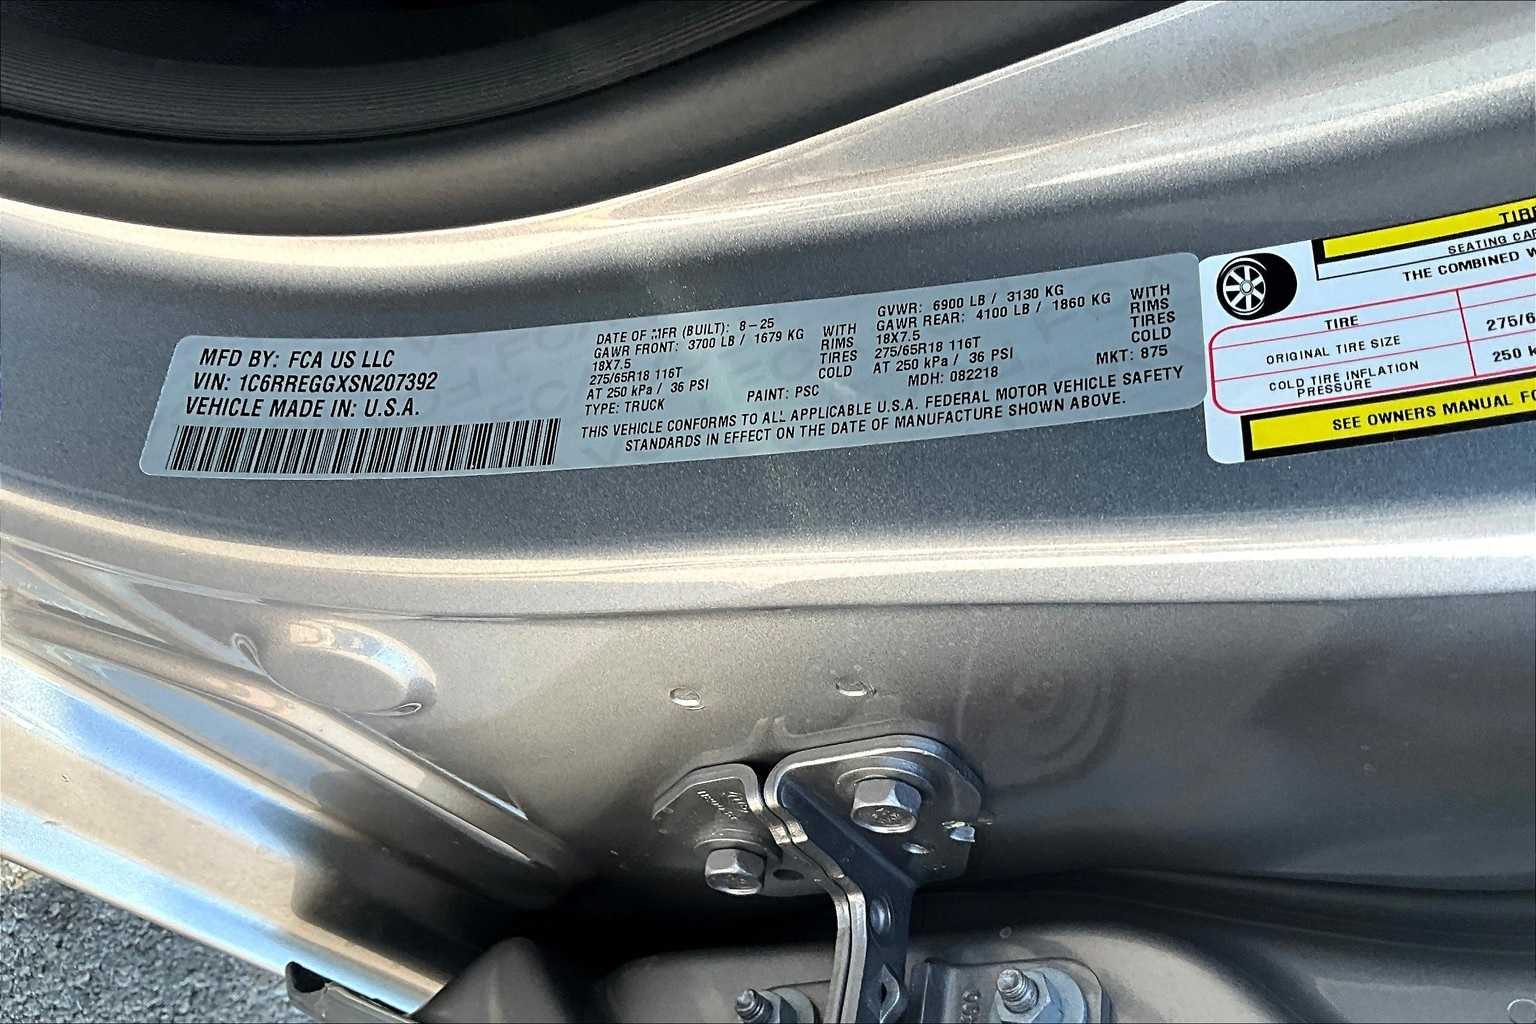 MFD BY: FCA US LLC
VIN: 1C6RREGGXSN207392
VEHICLE MADE IN: U.S.A.
DATE OF MFR (BUILT): 8-25
GAWR FRONT: 3700 LB / 1679 KG WITH
18X7.5 RIMS
275/65R18 116T TIRES
AT 250 kPa / 36 PSI COLD
TYPE: TRUCK PAINT: PSC
GVWR: 6900 LB / 3130 KG
GAWR REAR: 4100 LB / 1860 KG WITH
18X7.5 RIMS
275/65R18 116T TIRES
AT 250 kPa / 36 PSI COLD
MDH: 082218 MKT: 875
THIS VEHICLE CONFORMS TO ALL APPLICABLE U.S.A. FEDERAL MOTOR VEHICLE SAFETY
STANDARDS IN EFFECT ON THE DATE OF MANUFACTURE SHOWN ABOVE.
TIRE
SEATING CAP
THE COMBINED W
TIRE
ORIGINAL TIRE SIZE 275/6
COLD TIRE INFLATION
PRESSURE 250 k
SEE OWNERS MANUAL FO